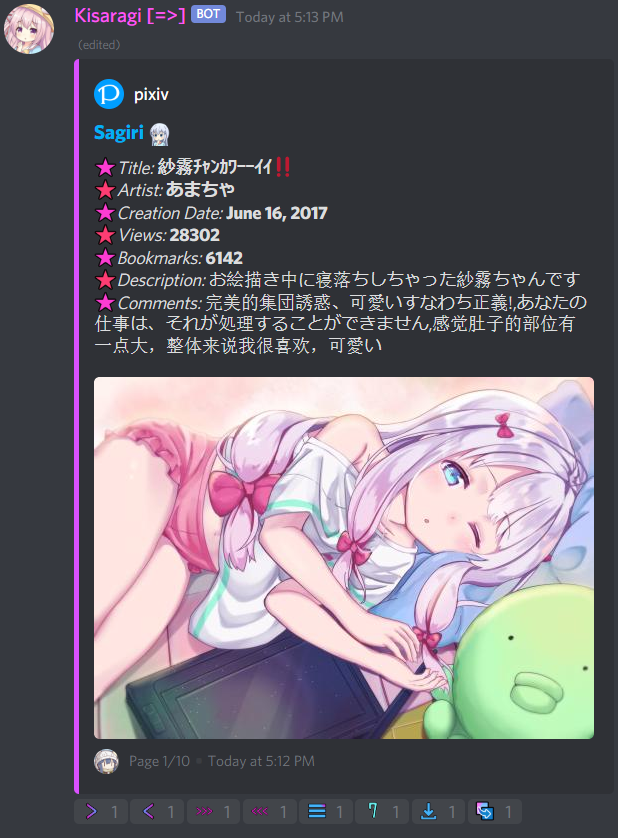 Kisaragi [=>] BOT Today at 5:13 PM
(edited)
pixiv
Sagiri
Title: 紗霧ﾁｬﾝｶﾜｰｰイイ‼
Artist: あまちゃ
Creation Date: June 16, 2017
Views: 28302
Bookmarks: 6142
Description: お絵描き中に寝落ちしちゃった紗霧ちゃんです
Comments: 完美的集団誘惑、可愛いすなわち正義!,あなたの
仕事は、それが処理することができません,感觉肚子的部位有
一点大，整体来说我很喜欢，可愛い
Page 1/10 • Today at 5:12 PM
1 1 1 1 1 1 1 1